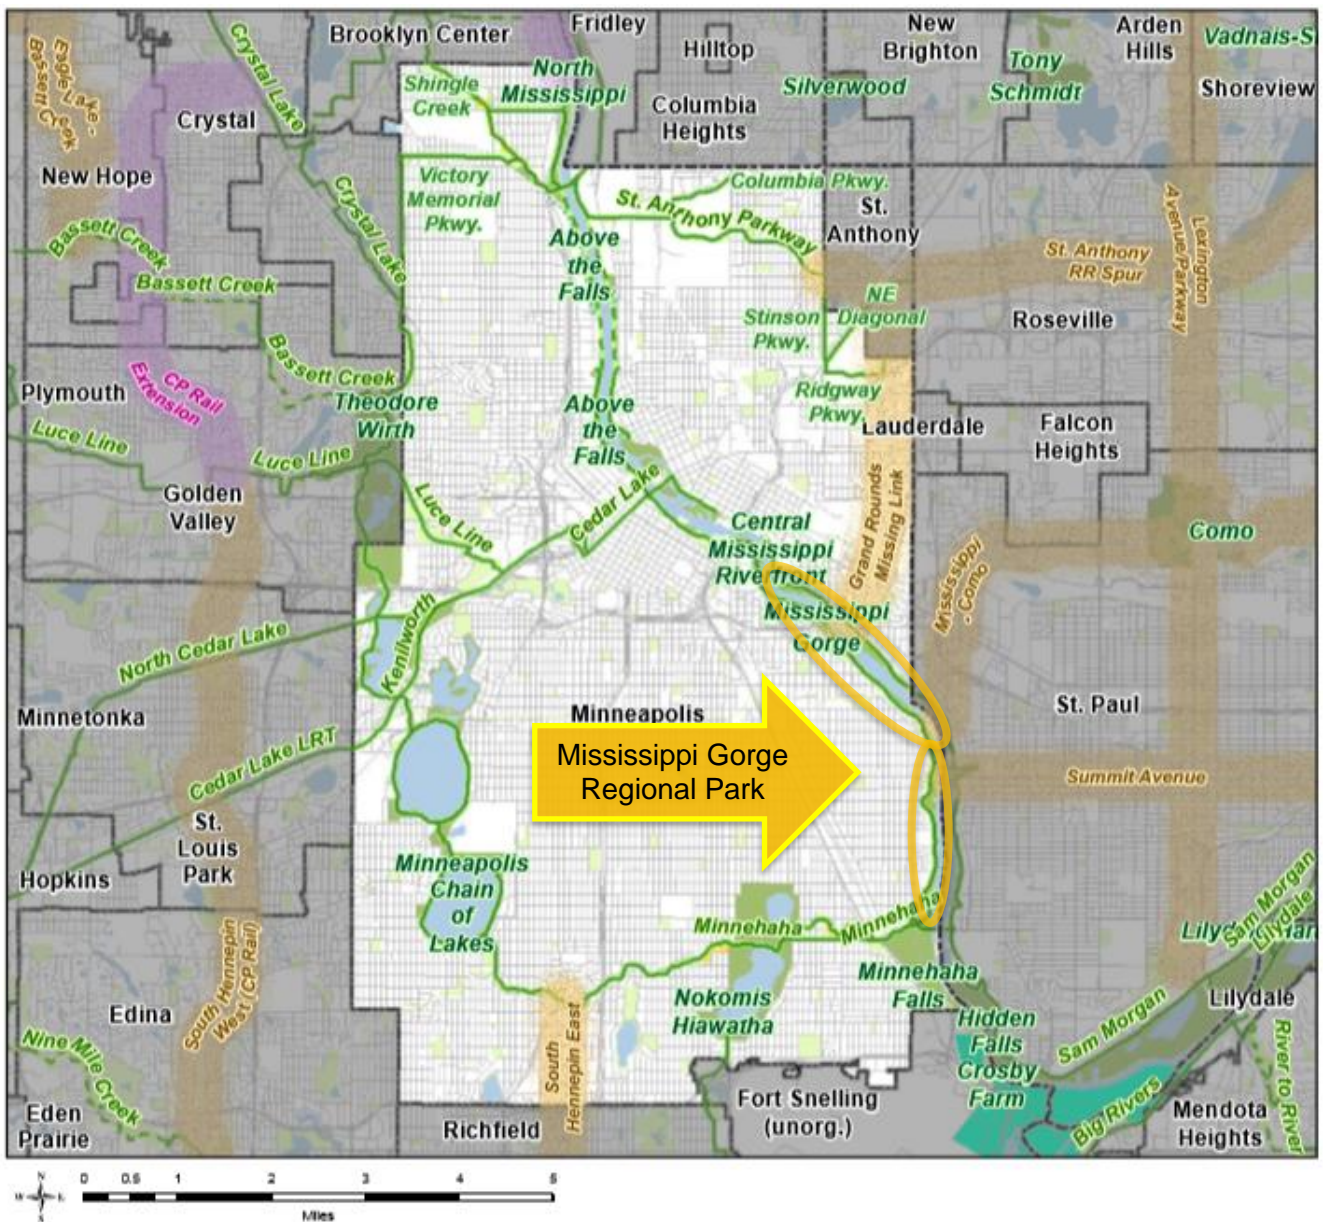 Brooklyn Center
Fridley
Hilltop
New
Brighton
Arden
Hills
Vadnais-S
Tony
Schmidt
Shoreview
Silverwood
Columbia
Heights
North
Mississippi
Shingle
Creek
Crystal Lake
Eagle Lake -
Bassett Creek
Crystal
New Hope
Victory
Memorial
Pkwy.
Crystal Lake
Columbia Pkwy.
St. Anthony Parkway
St.
Anthony
St. Anthony
RR Spur
Lexington
Avenue/Parkway
Bassett Creek
Bassett Creek
Bassett Creek
Above
the
Falls
NE
Diagonal
Stinson
Pkwy.
Roseville
Plymouth
CP Rail
Extension
Theodore
Wirth
Above
the
Falls
Ridgway
Pkwy.
Lauderdale
Falcon
Heights
Luce Line
Luce Line
Luce Line
Golden
Valley
Cedar Lake
Grand Rounds
Missing Link
Central
Mississippi
Riverfront
Mississippi
Gorge
Mississippi
- Como
Como
Kenilworth
North Cedar Lake
Minnetonka
Cedar Lake LRT
Minneapolis
St. Paul
Mississippi Gorge
Regional Park
Summit Avenue
St.
Louis
Park
Hopkins
Minneapolis
Chain
of
Lakes
Minnehaha
Minnehaha
Minnehaha
Falls
Nokomis
Hiawatha
Sam Morgan
Lilydale
Lilydale
Sam Morgan
Edina
South Hennepin
West (CP Rail)
South
Hennepin East
Hidden
Falls
Crosby
Farm
Nine Mile Creek
Eden
Prairie
Richfield
Fort Snelling
(unorg.)
Big Rivers
Mendota
Heights
River to River
N
W
E
S
0 0.5 1 2 3 4 5
Miles